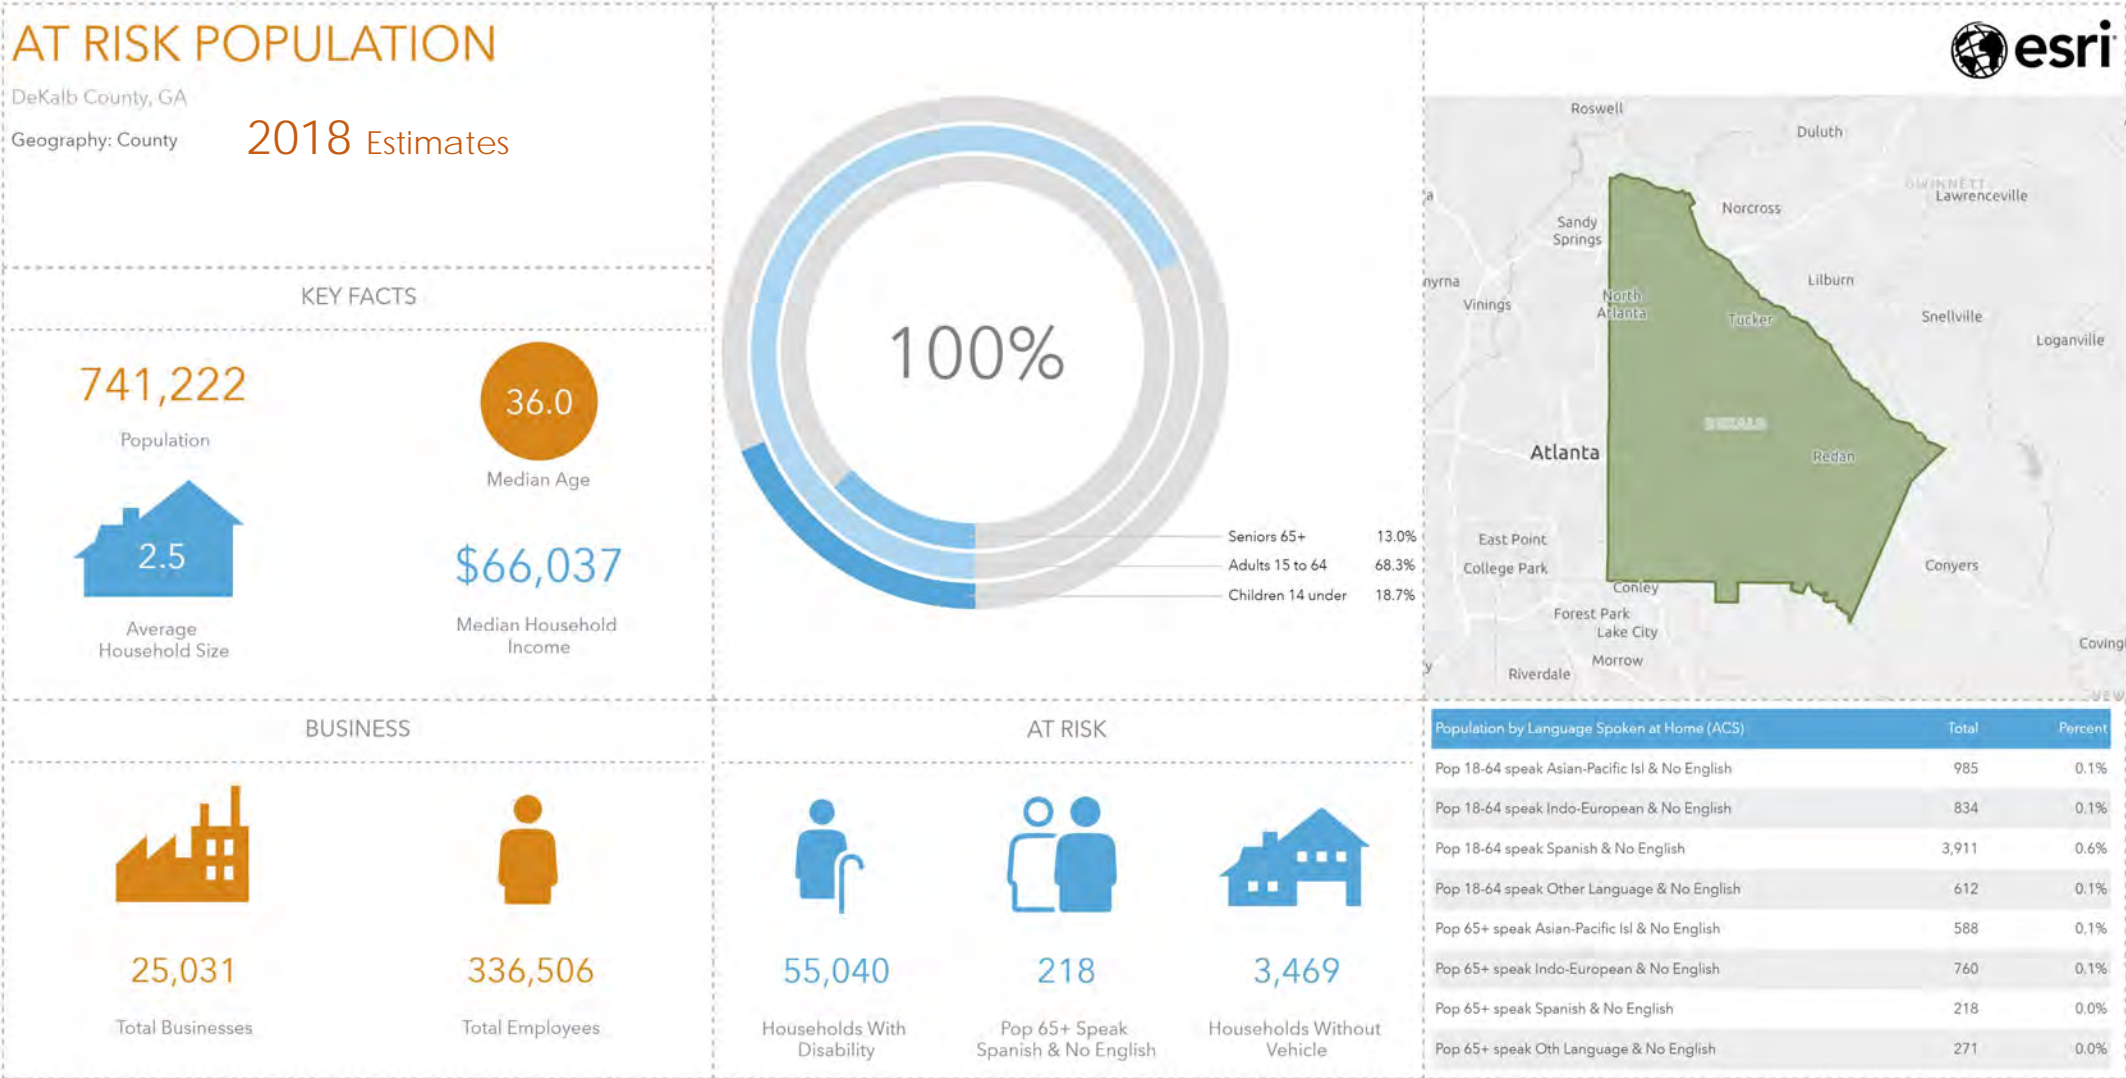 AT RISK POPULATION
DeKalb County, GA
Geography: County
2018 Estimates
KEY FACTS
741,222
Population
36.0
Median Age
2.5
Average
Household Size
$66,037
Median Household
Income
100%
Seniors 65+ 13.0%
Adults 15 to 64 68.3%
Children 14 under 18.7%
esri
Roswell
Duluth
GWINNETT
Lawrenceville
Norcross
Sandy
Springs
Lilburn
North
Atlanta
Vinings
Tucker
Snellville
Loganville
DEKALB
Atlanta
Redan
East Point
College Park
Conyers
Conley
Forest Park
Lake City
Morrow
Riverdale
Coving
BUSINESS
25,031
Total Businesses
336,506
Total Employees
AT RISK
55,040
Households With
Disability
218
Pop 65+ Speak
Spanish & No English
3,469
Households Without
Vehicle
Population by Language Spoken at Home (ACS) Total Percent
Pop 18-64 speak Asian-Pacific Isl & No English 985 0.1%
Pop 18-64 speak Indo-European & No English 834 0.1%
Pop 18-64 speak Spanish & No English 3,911 0.6%
Pop 18-64 speak Other Language & No English 612 0.1%
Pop 65+ speak Asian-Pacific Isl & No English 588 0.1%
Pop 65+ speak Indo-European & No English 760 0.1%
Pop 65+ speak Spanish & No English 218 0.0%
Pop 65+ speak Oth Language & No English 271 0.0%